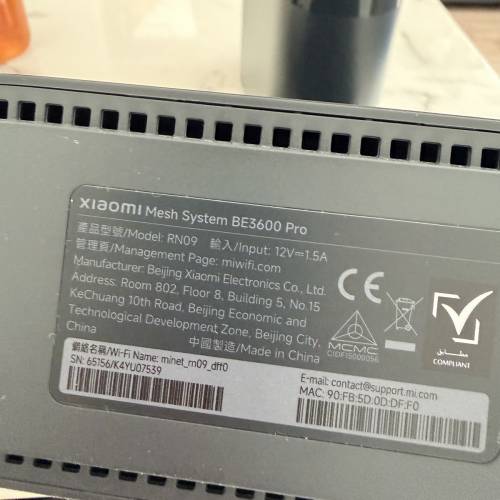 xiaomi Mesh System BE3600 Pro
產品型號/Model: RN09 輸入/Input: 12V⎓1.5A
管理頁/Management Page: miwifi.com
Manufacturer: Beijing Xiaomi Electronics Co., Ltd.
Address: Room 802, Floor 8, Building 5, No.15
KeChuang 10th Road, Beijing Economic and
Technological Development Zone, Beijing City,
China
中國製造/Made in China
CE
MCMC
CIDF15000056
مطابق
COMPLIANT
網絡名稱/Wi-Fi Name: minet_rn09_dff0
SN: 65156/K4YU07539
E-mail: contact@support.mi.com
MAC: 90:FB:5D:0D:DF:F0